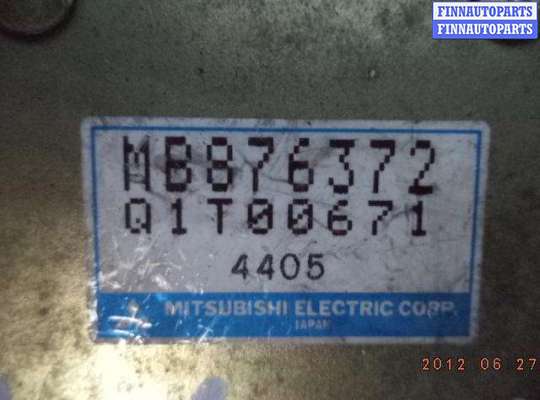 FINNAUTOPARTS
FINNAUTOPARTS
MB876372
Q1T00671
4405
MITSUBISHI ELECTRIC CORP.
JAPAN
2012 06 27